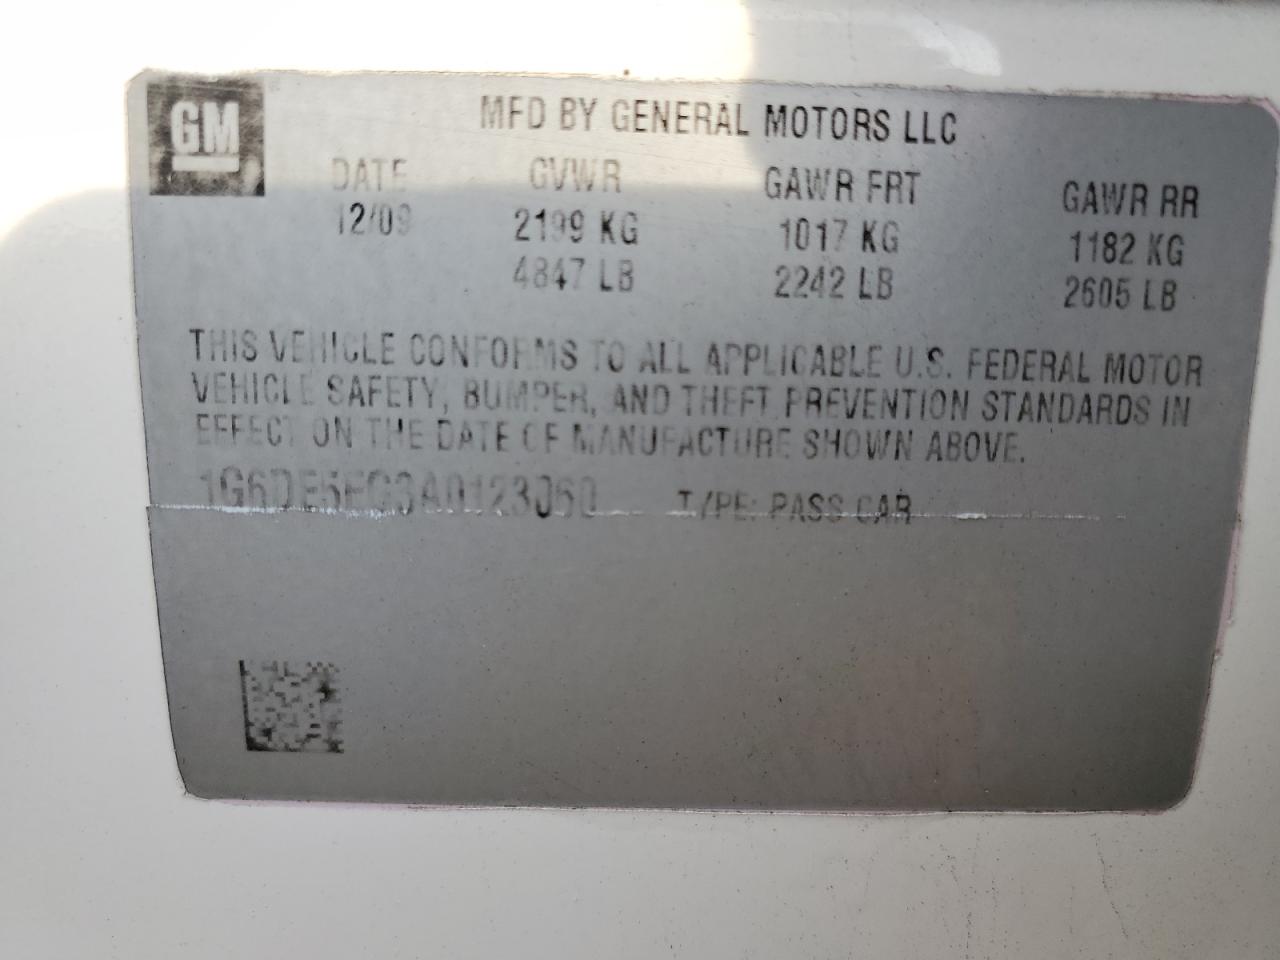 GM
MFD BY GENERAL MOTORS LLC
DATE GVWR GAWR FRT GAWR RR
12/09 2199 KG 1017 KG 1182 KG
4847 LB 2242 LB 2605 LB
THIS VEHICLE CONFORMS TO ALL APPLICABLE U.S. FEDERAL MOTOR
VEHICLE SAFETY, BUMPER, AND THEFT PREVENTION STANDARDS IN
EFFECT ON THE DATE OF MANUFACTURE SHOWN ABOVE.
1G6DE5EG3A0123060 TYPE: PASS CAR